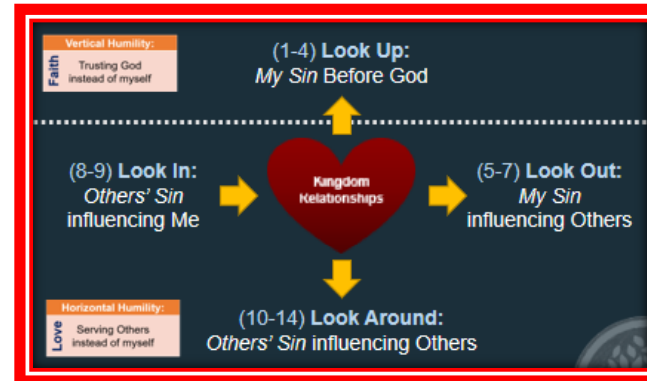 Vertical Humility:
Faith
Trusting God
instead of myself
(1-4) Look Up:
My Sin Before God
(8-9) Look In:
Others' Sin
influencing Me
Kingdom
Relationships
(5-7) Look Out:
My Sin
influencing Others
Horizontal Humility:
Love
Serving Others
instead of myself
(10-14) Look Around:
Others' Sin influencing Others